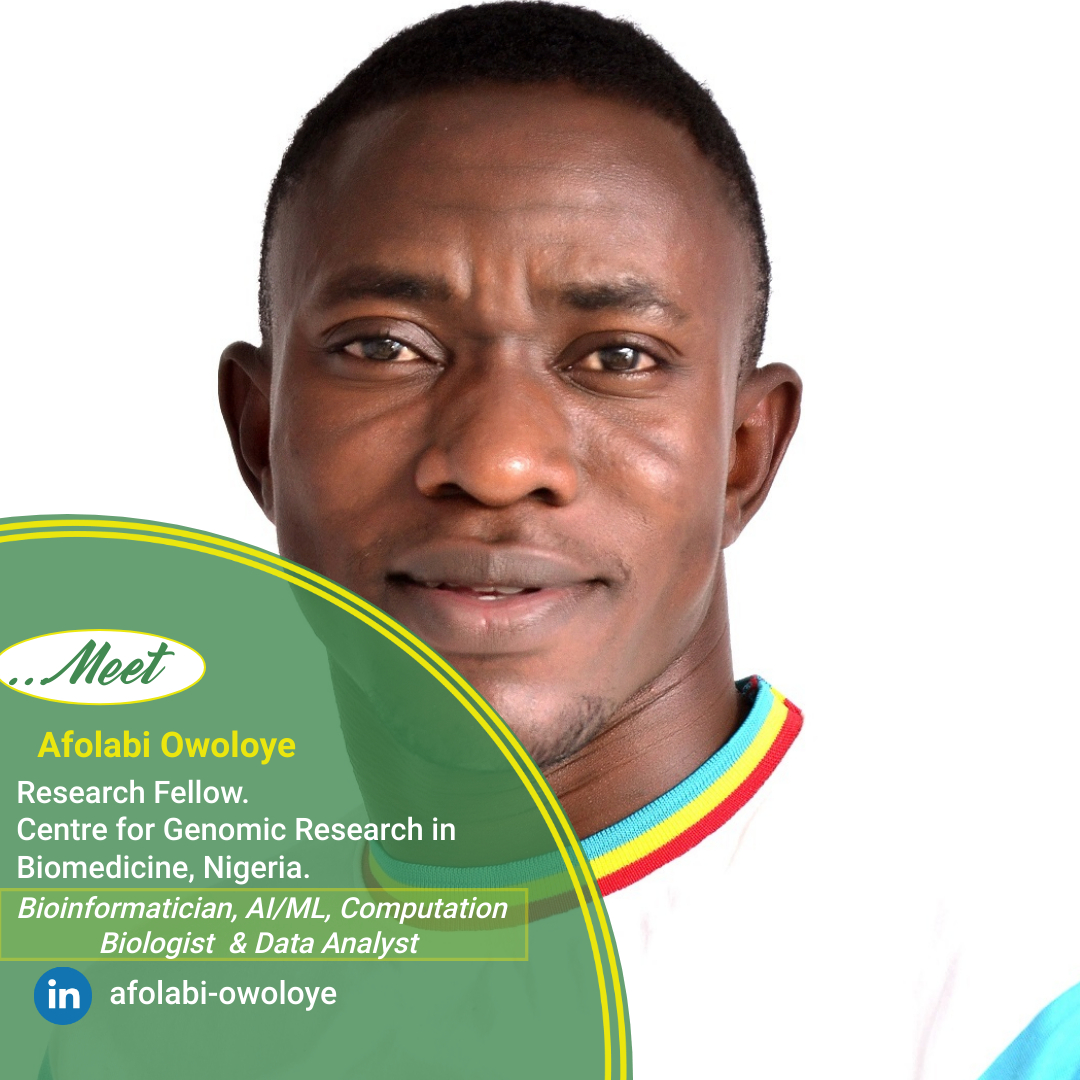 ...Meet
Afolabi Owoloye
Research Fellow.
Centre for Genomic Research in
Biomedicine, Nigeria.
Bioinformatician, AI/ML, Computation
Biologist & Data Analyst
in afolabi-owoloye